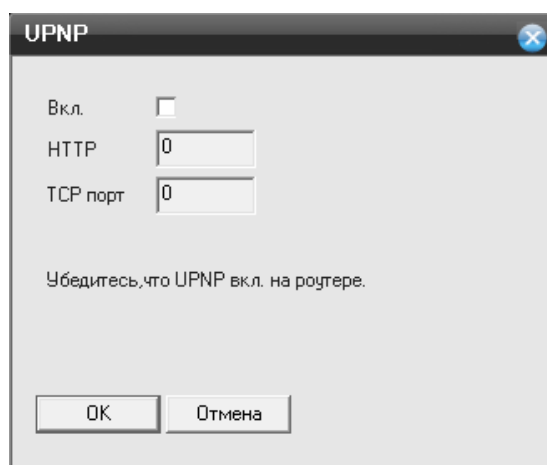 UPNP
Вкл.
HTTP 0
TCP порт 0
Убедитесь,что UPNP вкл. на роутере.
OK Отмена